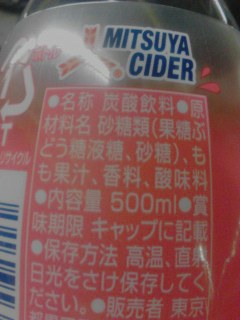 MITSUYA
CIDER
●名称 炭酸飲料●原
材料名 砂糖類(果糖ぶ
どう糖液糖、砂糖)、も
も果汁、香料、酸味料
●内容量 500ml●賞
味期限 キャップに記載
●保存方法 高温、直射
日光をさけ保存してく
ださい。●販売者 東京